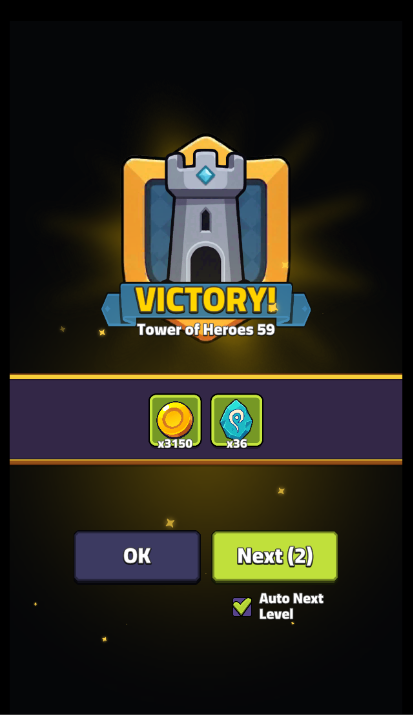 VICTORY!
Tower of Heroes 59
x3150
x36
OK
Next (2)
Auto Next
Level